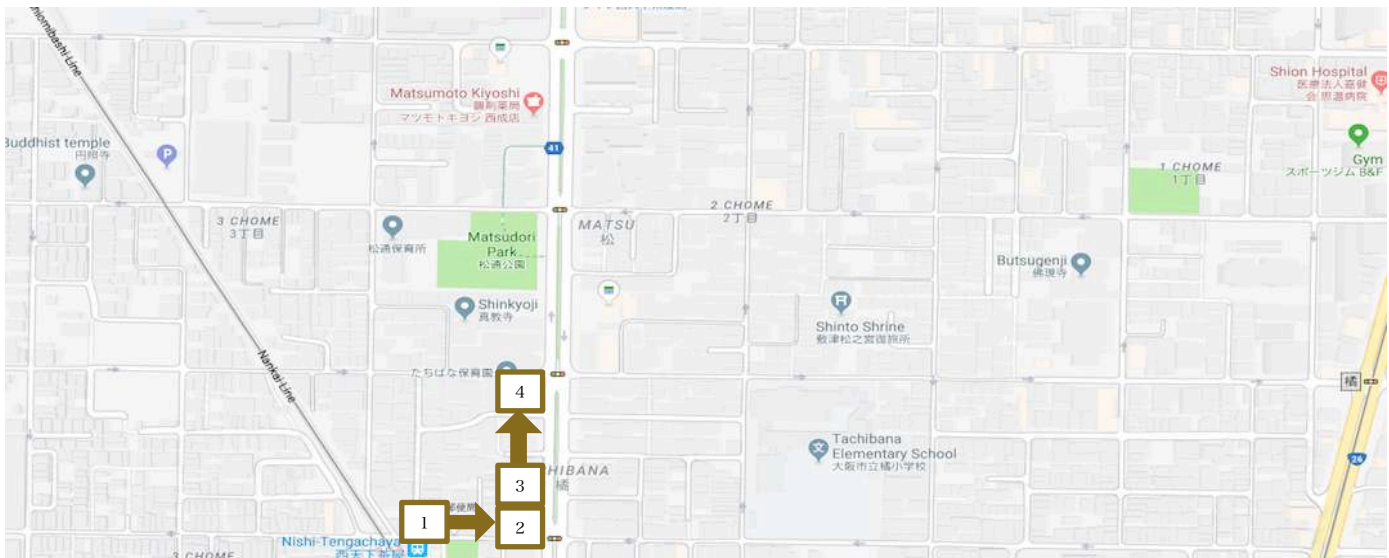 Shiomibashi Line
Matsumoto Kiyoshi
調剤薬局
マツモトキヨシ 西成店
41
Shion Hospital
医療法人嘉健
会 思温病院
Gym
スポーツジム B&F
Buddhist temple
円照寺
P
1 CHOME
1丁目
3 CHOME
3丁目
松通保育所
Matsudori
Park
松通公園
MATSU
松
2 CHOME
2丁目
Butsugenji
佛現寺
Shinkyoji
真教寺
Shinto Shrine
敷津松之宮御旅所
Nankai Line
たちばな保育園
4
橘
Tachibana
Elementary School
大阪市立橘小学校
26
HIBANA
橘
3
1
郵便局
2
Nishi-Tengachaya
西天下茶屋
3 CHOME